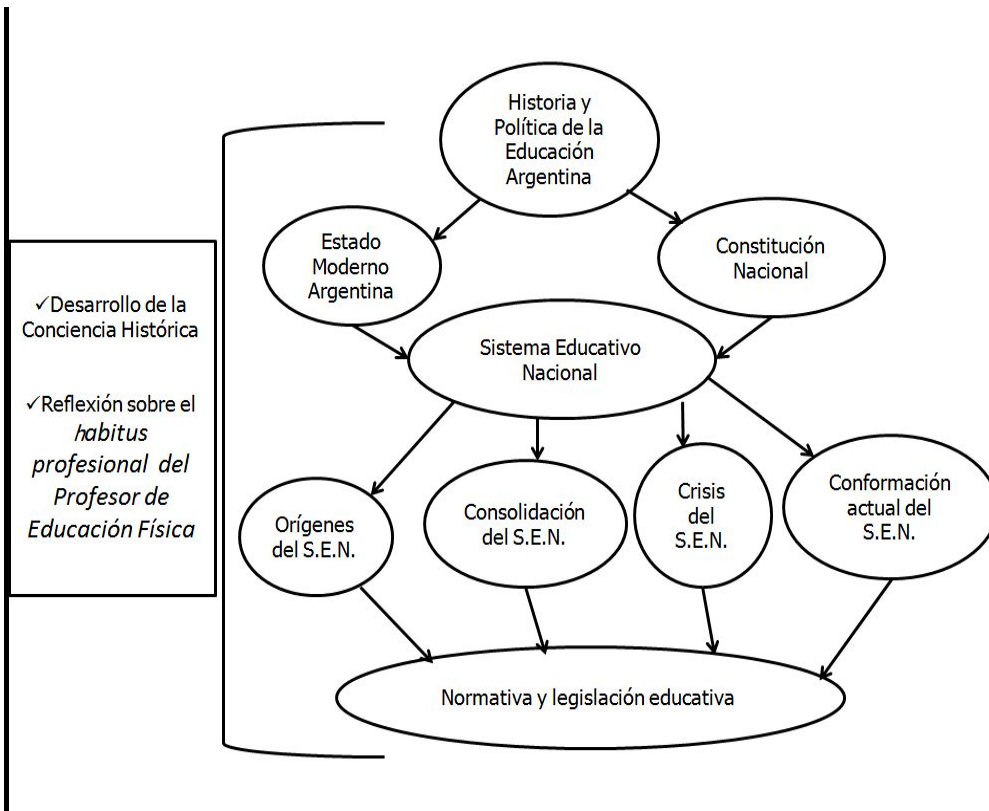 Historia y
Política de la
Educación
Argentina
Estado
Moderno
Argentina
Constitución
Nacional
Sistema Educativo
Nacional
✓Desarrollo de la
Conciencia Histórica
✓Reflexión sobre el
habitus
profesional del
Profesor de
Educación Física
Orígenes
del S.E.N.
Consolidación
del S.E.N.
Crisis
del
S.E.N.
Conformación
actual del
S.E.N.
Normativa y legislación educativa